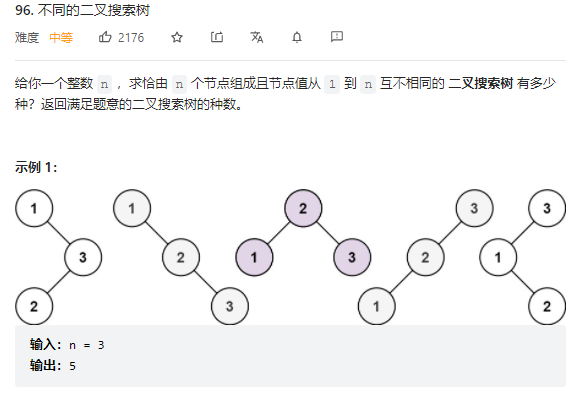 96. 不同的二叉搜索树
难度 中等 2176
给你一个整数 n ，求恰由 n 个节点组成且节点值从 1 到 n 互不相同的 二叉搜索树 有多少
种？返回满足题意的二叉搜索树的种数。
示例 1：
1 1 2 3 3
3 2 1 3 2 1
2 3 1 2
输入：n = 3
输出：5